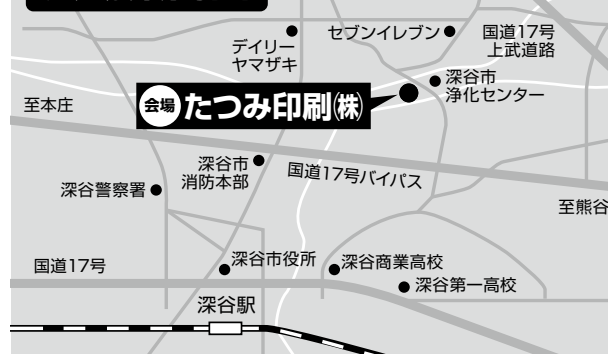 デイリー
ヤマザキ
セブンイレブン
国道17号
上武道路
深谷市
浄化センター
至本庄
会場 たつみ印刷㈱
深谷市
消防本部
国道17号バイパス
深谷警察署
至熊谷
国道17号
深谷市役所
深谷商業高校
深谷第一高校
深谷駅